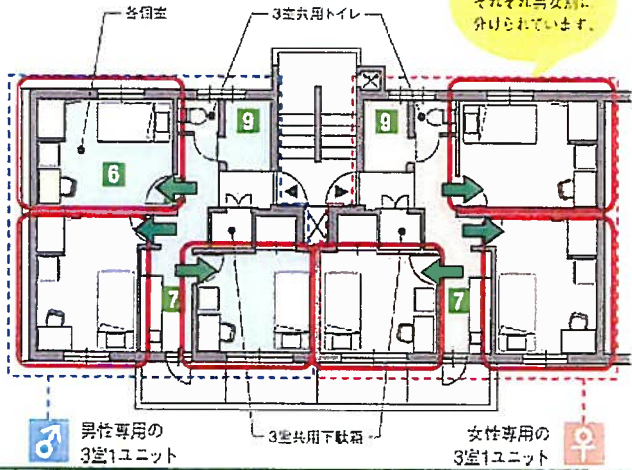 各個室
3室共用トイレ
それぞれ男女別に
分けられています。
9
9
6
7
7
3室共用下駄箱
男性専用の
3室1ユニット
女性専用の
3室1ユニット